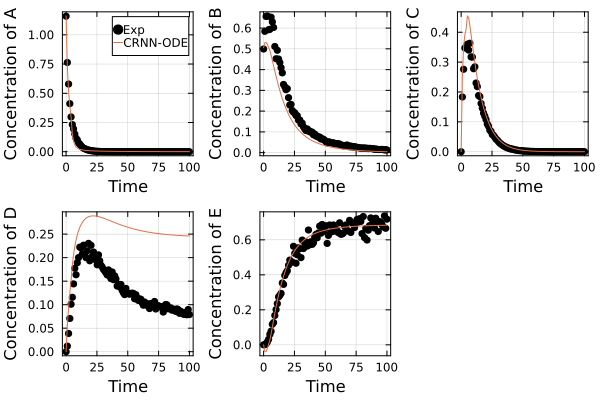 Concentration of A
1.00
0.75
0.50
0.25
0.00
0 25 50 75 100
Time
Exp
CRNN-ODE
Concentration of B
0.6
0.5
0.4
0.3
0.2
0.1
0.0
0 25 50 75 100
Time
Concentration of C
0.4
0.3
0.2
0.1
0.0
0 25 50 75 100
Time
Concentration of D
0.25
0.20
0.15
0.10
0.05
0.00
0 25 50 75 100
Time
Concentration of E
0.6
0.4
0.2
0.0
0 25 50 75 100
Time